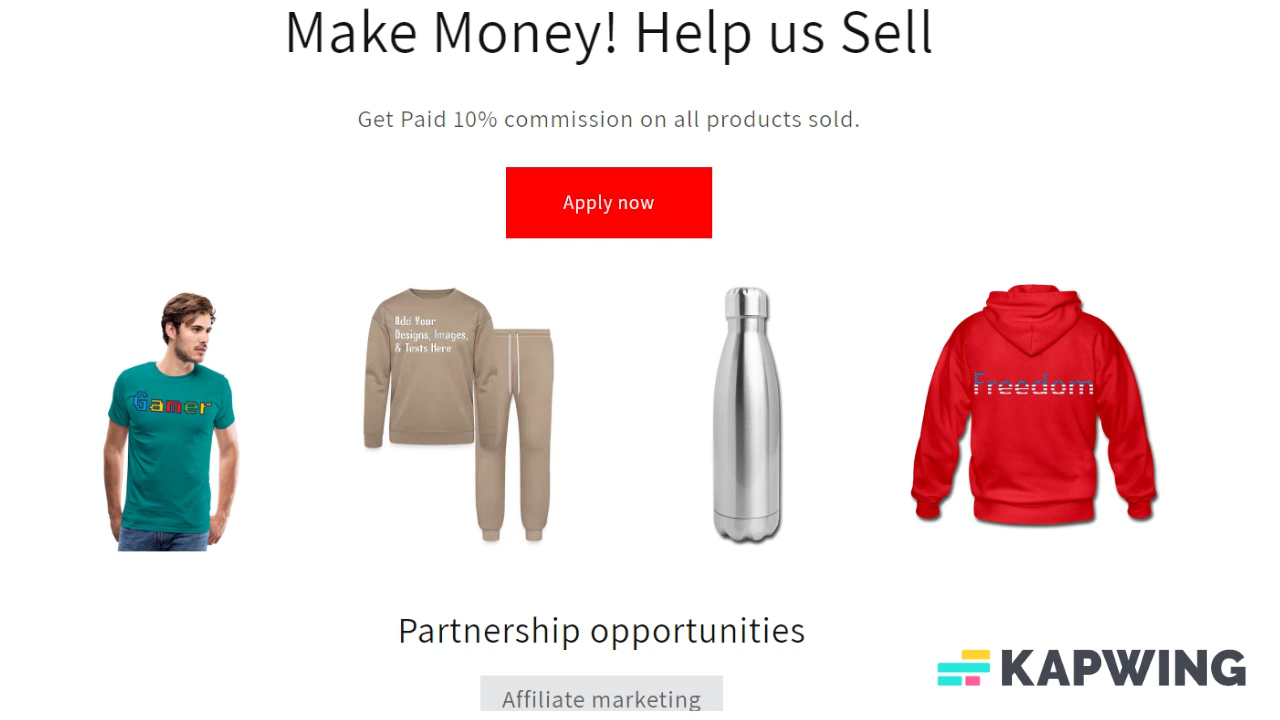 Make Money! Help us Sell
Get Paid 10% commission on all products sold.
Apply now
Gamer
Add Your
Designs, Images,
& Texts Here
Freedom
Partnership opportunities
KAPWING
Affiliate marketing